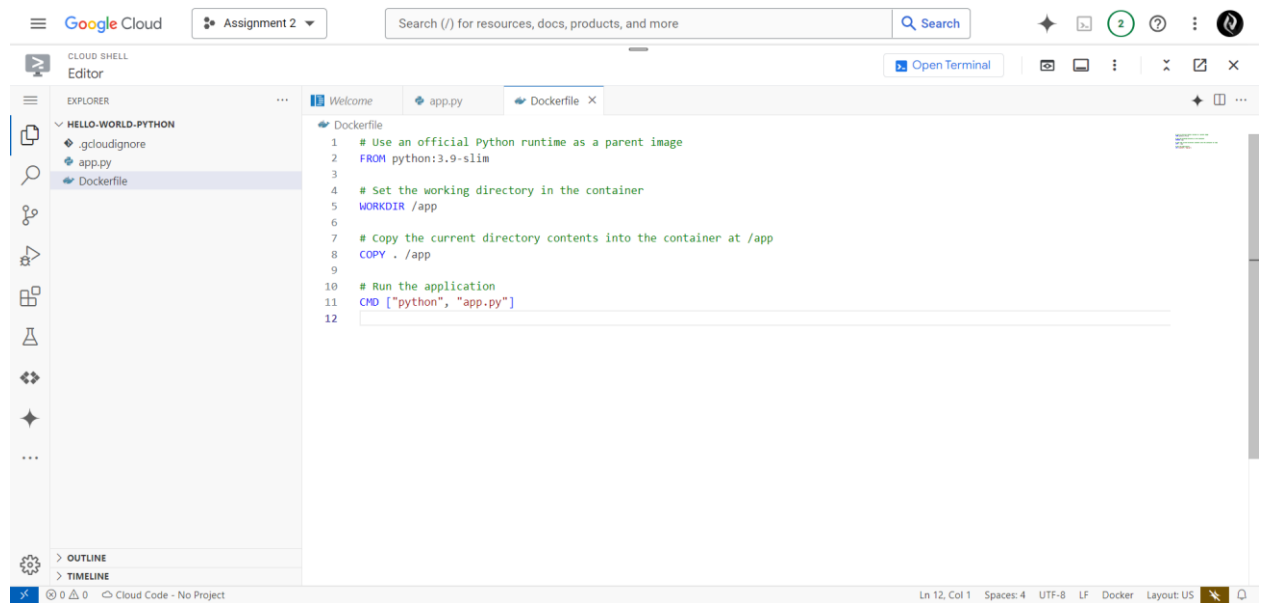 Google Cloud
Assignment 2
Search (/) for resources, docs, products, and more
Search
2
CLOUD SHELL
Editor
Open Terminal
EXPLORER
Welcome
app.py
Dockerfile
HELLO-WORLD-PYTHON
.gcloudignore
app.py
Dockerfile
Dockerfile
1 # Use an official Python runtime as a parent image
2 FROM python:3.9-slim
3
4 # Set the working directory in the container
5 WORKDIR /app
6
7 # Copy the current directory contents into the container at /app
8 COPY . /app
9
10 # Run the application
11 CMD ["python", "app.py"]
12
OUTLINE
TIMELINE
0 0 Cloud Code - No Project
Ln 12, Col 1 Spaces: 4 UTF-8 LF Docker Layout: US